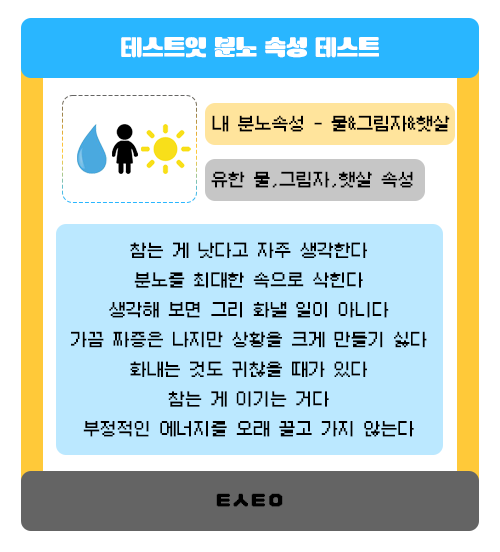 테스트잇 분노 속성 테스트
내 분노속성 - 물&그림자&햇살
유한 물,그림자,햇살 속성
참는 게 낫다고 자주 생각한다
분노를 최대한 속으로 삭힌다
생각해 보면 그리 화낼 일이 아니다
가끔 짜증은 나지만 상황을 크게 만들기 싫다
화내는 것도 귀찮을 때가 있다
참는 게 이기는 거다
부정적인 에너지를 오래 끌고 가지 않는다
ㅌㅅㅌㅇ